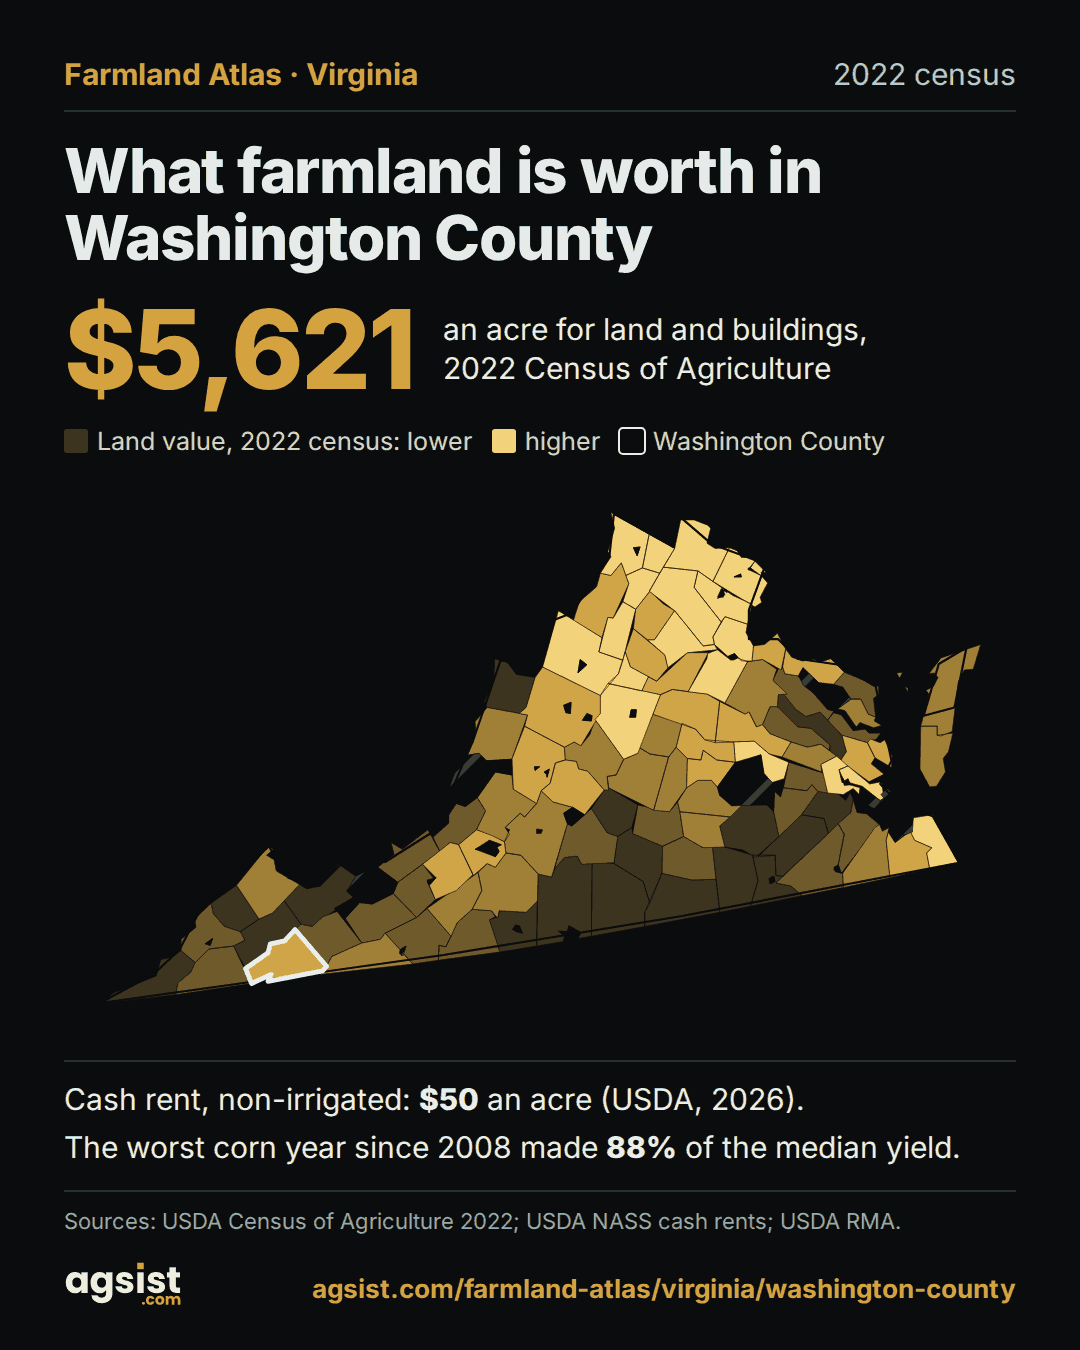 Farmland Atlas · Virginia
2022 census
What farmland is worth in
Washington County
$5,621
an acre for land and buildings,
2022 Census of Agriculture
Land value, 2022 census: lower
higher
Washington County
Cash rent, non-irrigated: $50 an acre (USDA, 2026).
The worst corn year since 2008 made 88% of the median yield.
Sources: USDA Census of Agriculture 2022; USDA NASS cash rents; USDA RMA.
agsist
.com
agsist.com/farmland-atlas/virginia/washington-county